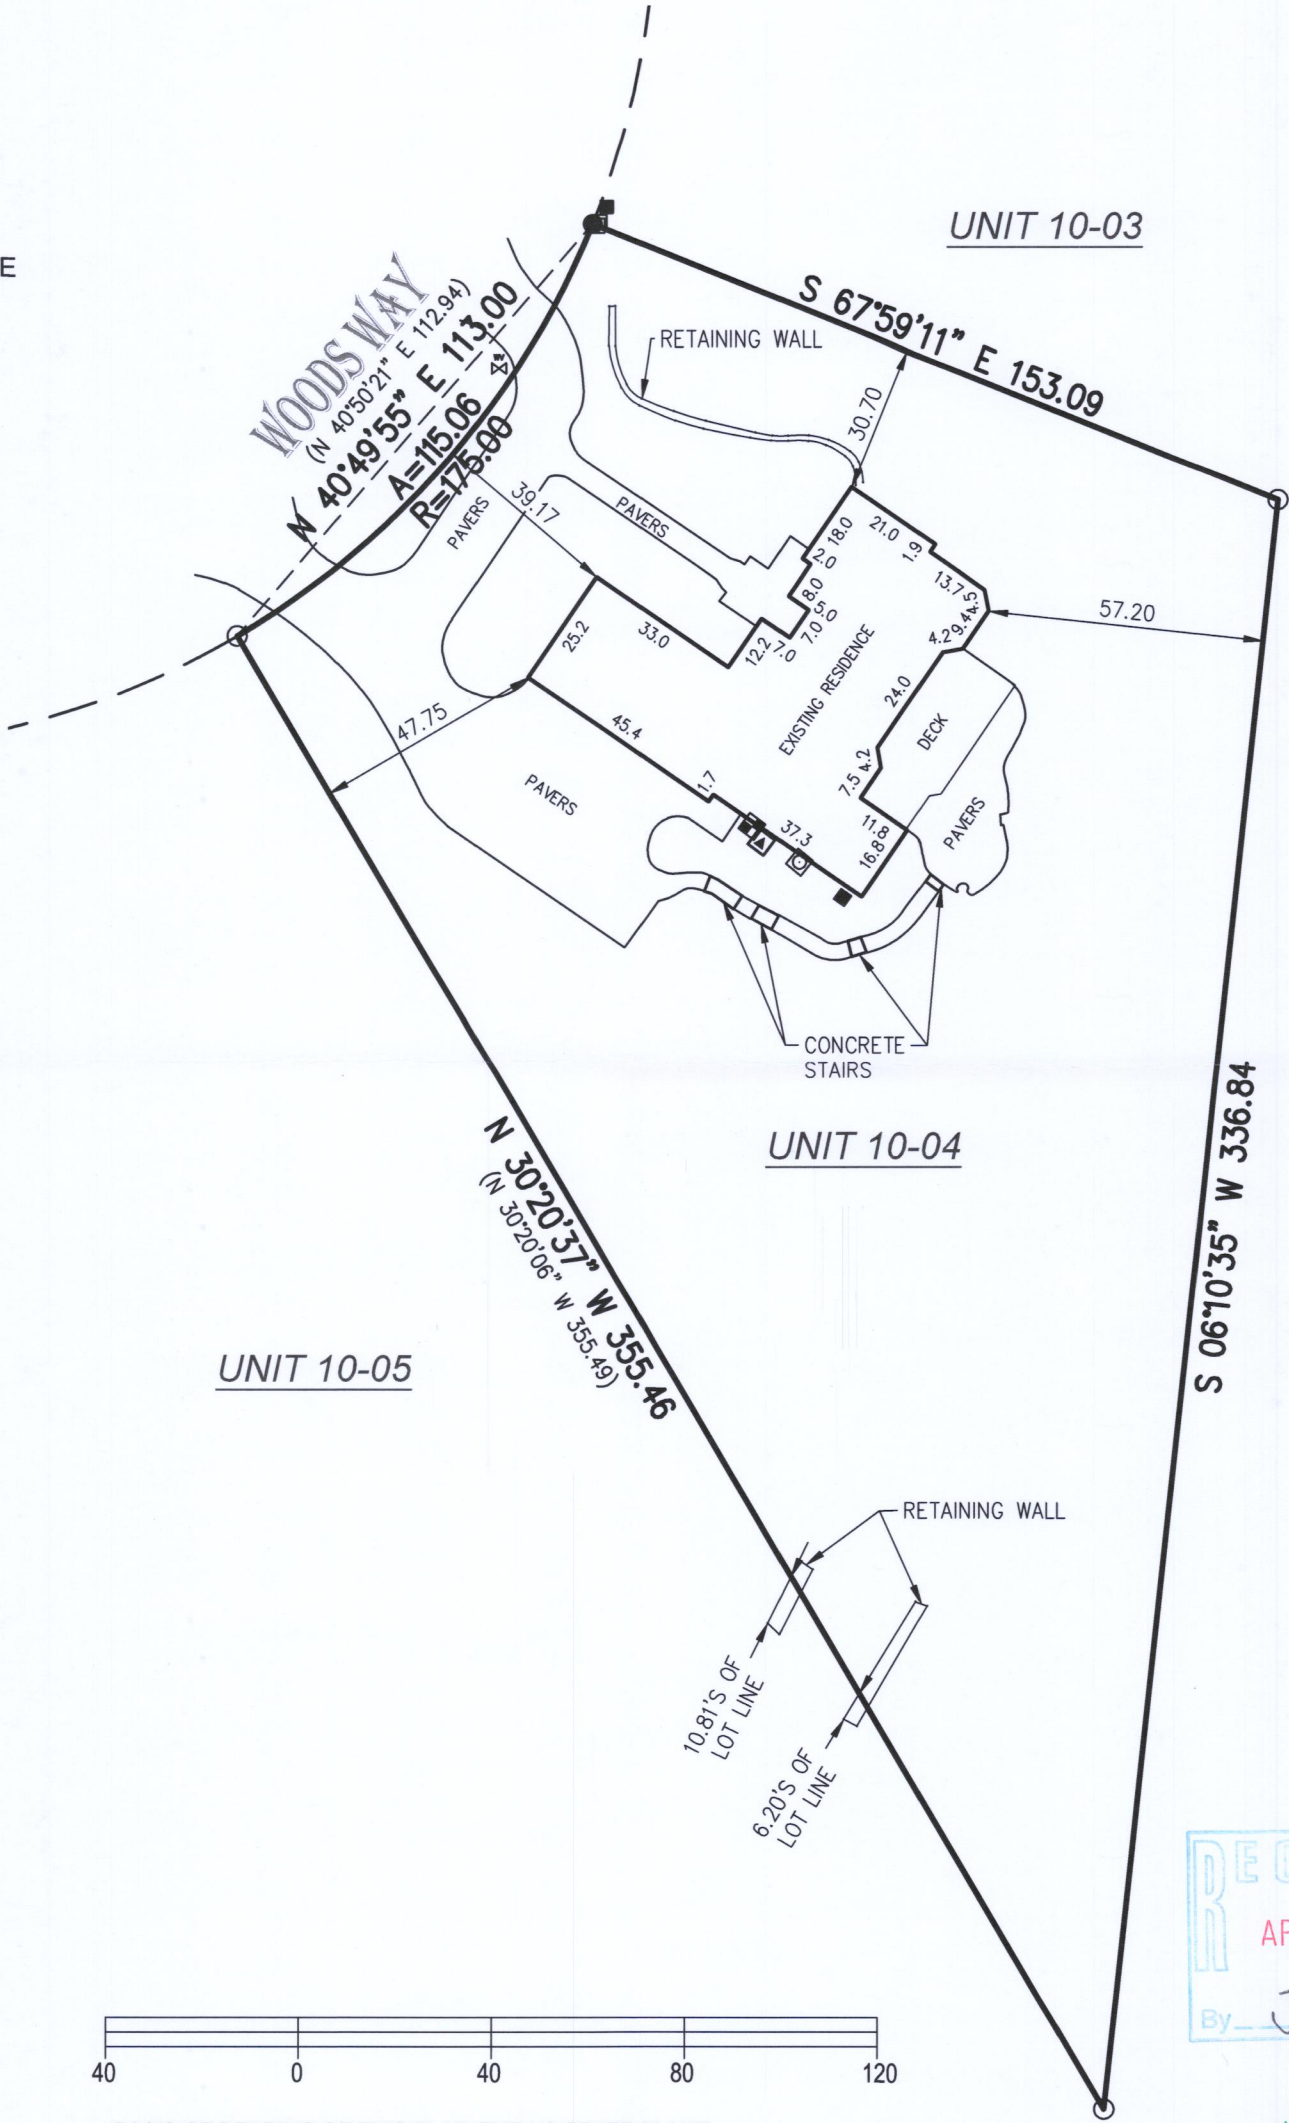 E
UNIT 10-03
WOODS WAY
(N 40°50'21" E 112.94)
N 40°49'55" E 113.00
A=115.06
R=175.00
S 67°59'11" E 153.09
RETAINING WALL
30.70
39.17
PAVERS
PAVERS
18.0
21.0
1.9
13.7
4.5
9.4
4.2
2.0
8.0
5.0
7.0
7.0
12.2
33.0
25.2
57.20
EXISTING RESIDENCE
24.0
DECK
47.75
45.4
1.7
37.3
4.2
7.5
11.8
16.8
PAVERS
PAVERS
CONCRETE
STAIRS
UNIT 10-04
S 06°10'35" W 336.84
N 30°20'37" W 355.46
(N 30°20'06" W 355.49)
UNIT 10-05
RETAINING WALL
10.81'S OF
LOT LINE
6.20'S OF
LOT LINE
REC
AP
By
40 0 40 80 120